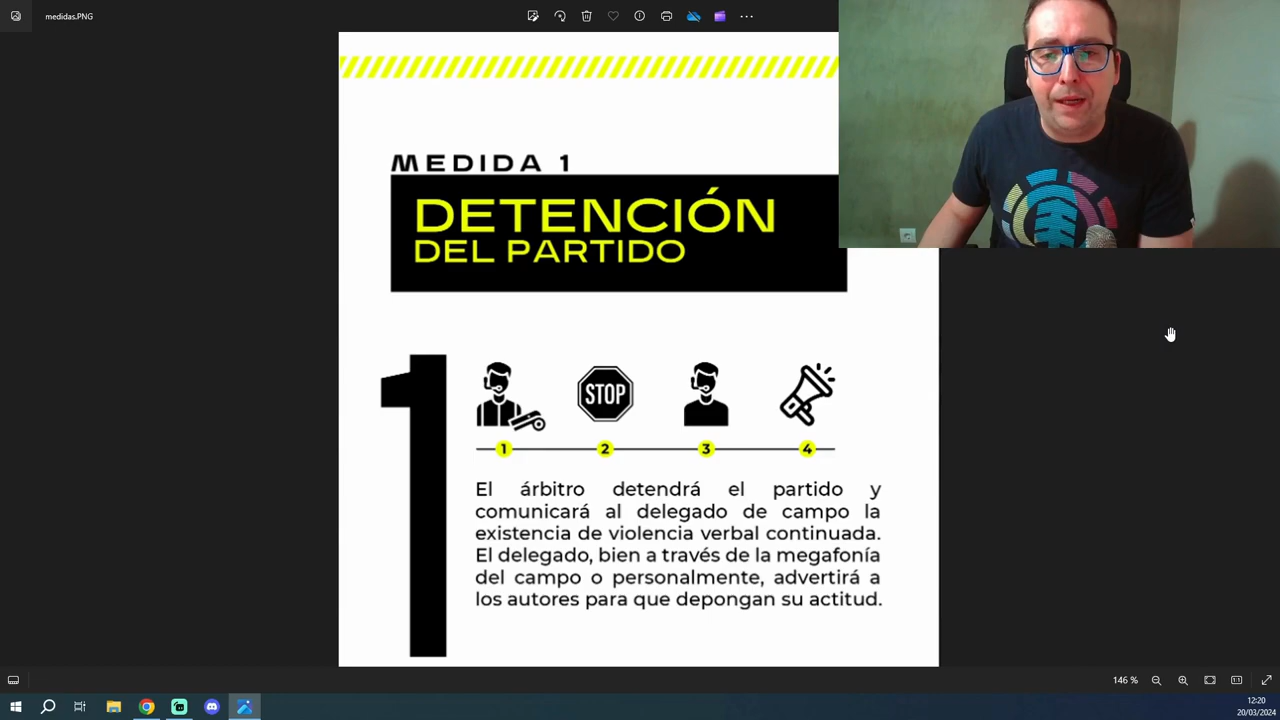 medidas.PNG
MEDIDA 1
DETENCIÓN
DEL PARTIDO
1
STOP
1 2 3 4
El árbitro detendrá el partido y
comunicará al delegado de campo la
existencia de violencia verbal continuada.
El delegado, bien a través de la megafonía
del campo o personalmente, advertirá a
los autores para que depongan su actitud.
146 %
12:20
20/03/2024